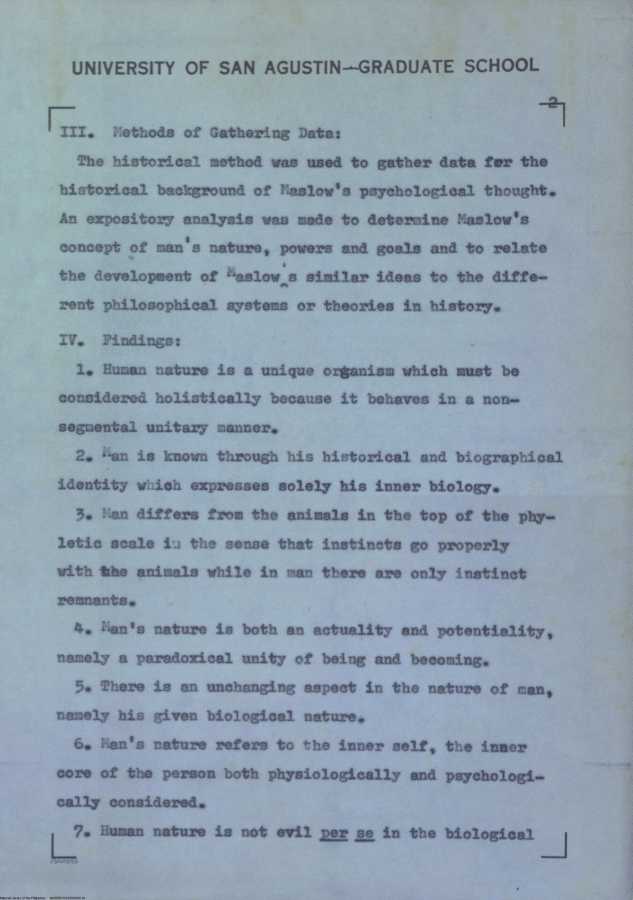 UNIVERSITY OF SAN AGUSTIN—GRADUATE SCHOOL
2
III. Methods of Gathering Data:
The historical method was used to gather data for the
historical background of Maslow's psychological thought.
An expository analysis was made to determine Maslow's
concept of man's nature, powers and goals and to relate
the development of Maslow's similar ideas to the diffe-
rent philosophical systems or theories in history.
IV. Findings:
1. Human nature is a unique organism which must be
considered holistically because it behaves in a non-
segmental unitary manner.
2. Man is known through his historical and biographical
identity which expresses solely his inner biology.
3. Man differs from the animals in the top of the phy-
letic scale in the sense that instincts go properly
with the animals while in man there are only instinct
remnants.
4. Man's nature is both an actuality and potentiality,
namely a paradoxical unity of being and becoming.
5. There is an unchanging aspect in the nature of man,
namely his given biological nature.
6. Man's nature refers to the inner self, the inner
core of the person both physiologically and psychologi-
cally considered.
7. Human nature is not evil per se in the biological